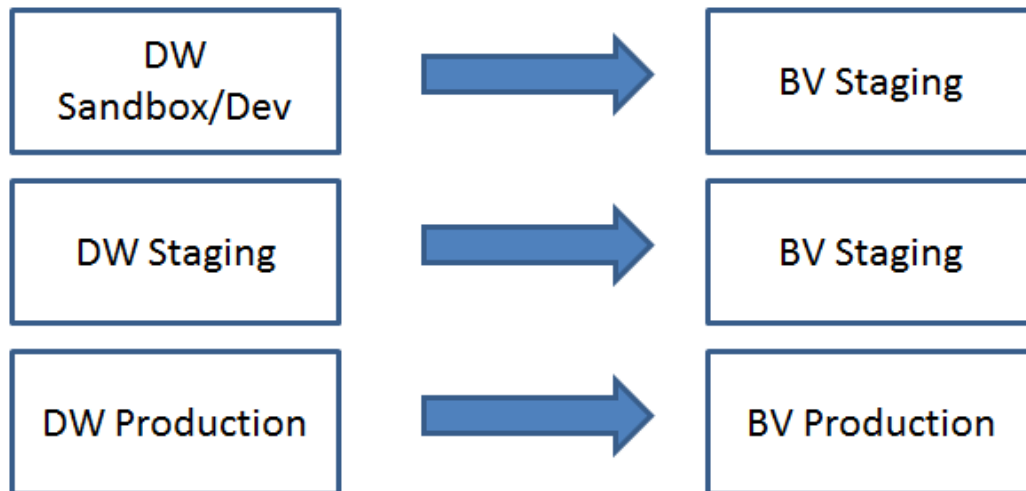 DW
Sandbox/Dev
BV Staging
DW Staging
BV Staging
DW Production
BV Production